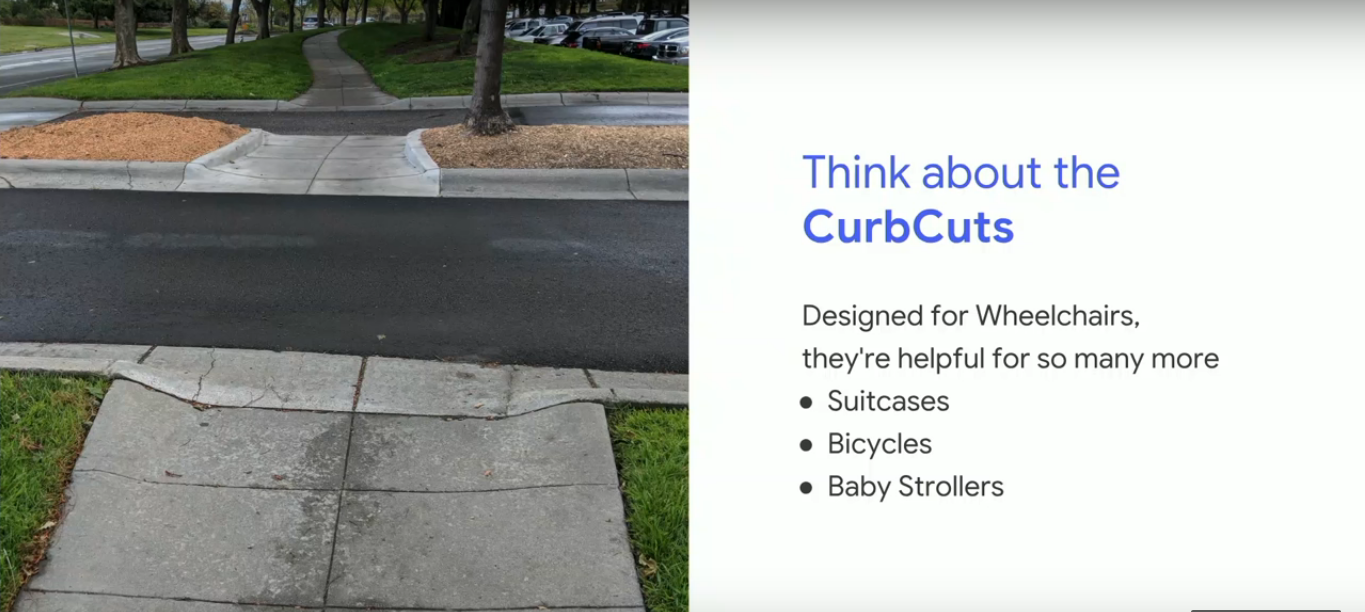 Think about the
CurbCuts
Designed for Wheelchairs,
they're helpful for so many more
● Suitcases
● Bicycles
● Baby Strollers